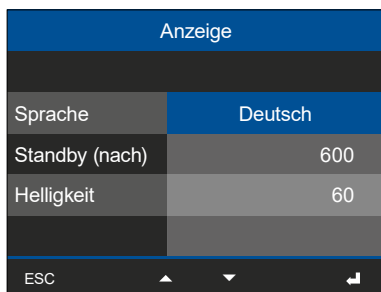 Anzeige
Sprache Deutsch
Standby (nach) 600
Helligkeit 60
ESC